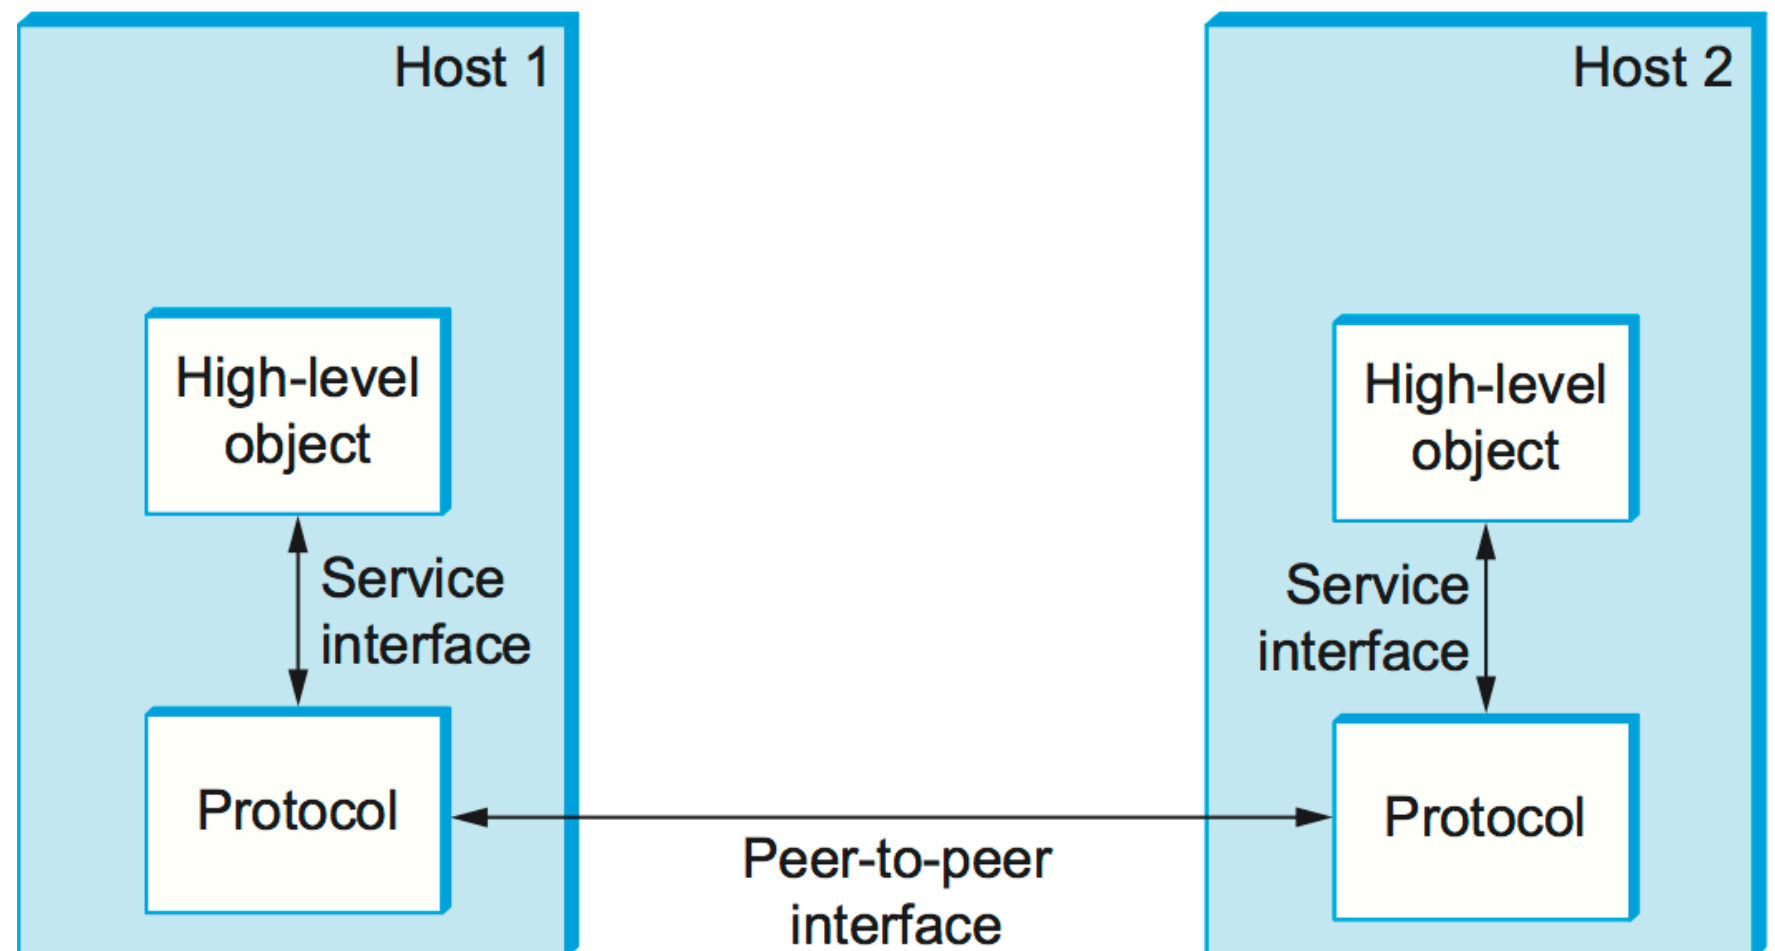 Host 1
High-level
object
Service
interface
Protocol
Peer-to-peer
interface
Host 2
High-level
object
Service
interface
Protocol